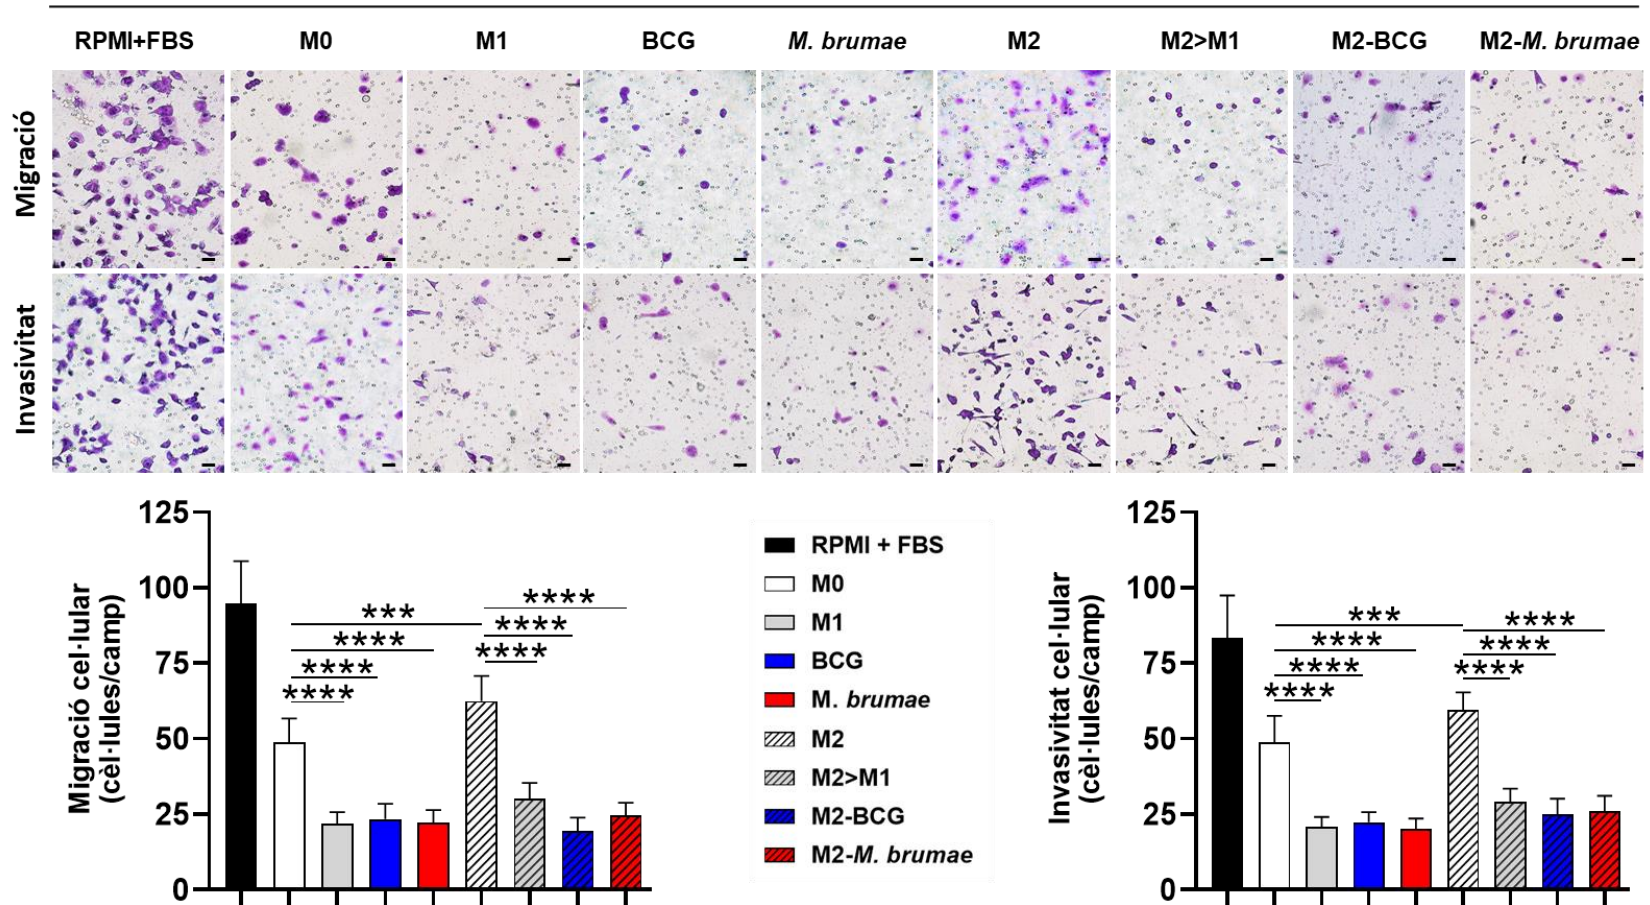 RPMI+FBS M0 M1 BCG M. brumae M2 M2>M1 M2-BCG M2-M. brumae
Migració
Invasivitat
Migració cel·lular
(cèl·lules/camp)
125
100
75
50
25
0
***
****
****
****
****
****
****
RPMI + FBS
M0
M1
BCG
M. brumae
M2
M2>M1
M2-BCG
M2-M. brumae
Invasivitat cel·lular
(cèl·lules/camp)
125
100
75
50
25
0
***
****
****
****
****
****
****